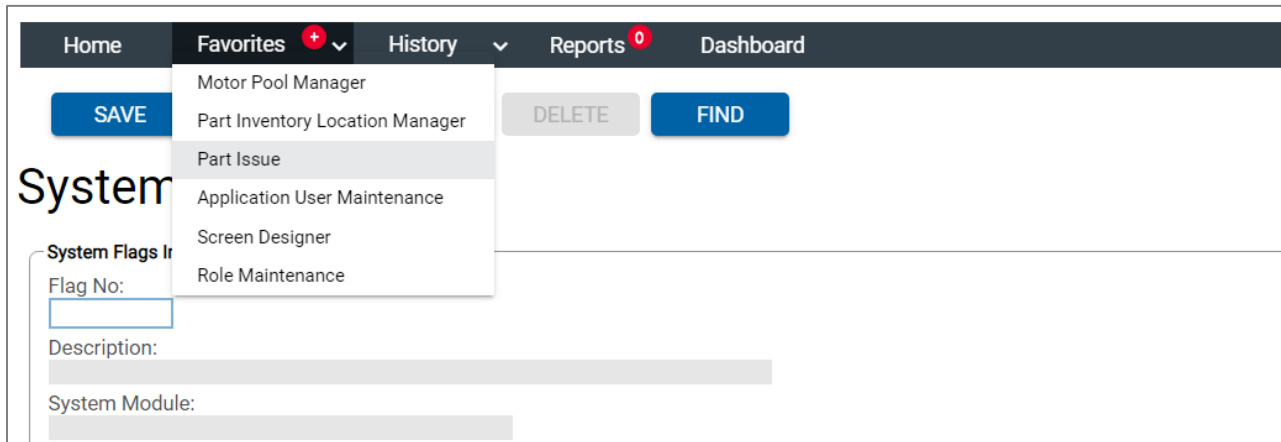 Home Favorites + History Reports 0 Dashboard
Motor Pool Manager
SAVE Part Inventory Location Manager DELETE FIND
Part Issue
System
Application User Maintenance
Screen Designer
System Flags
Role Maintenance
Flag No:
Description:
System Module: